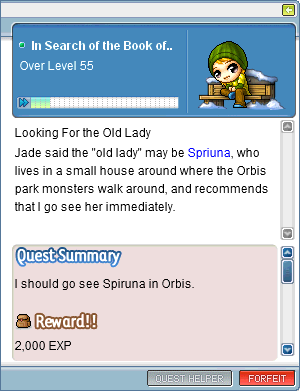 In Search of the Book of..
Over Level 55
Looking For the Old Lady
Jade said the "old lady" may be Spriuna, who
lives in a small house around where the Orbis
park monsters walk around, and recommends
that I go see her immediately.
Quest Summary
I should go see Spiruna in Orbis.
Reward!!
2,000 EXP
QUEST HELPER
FORFEIT